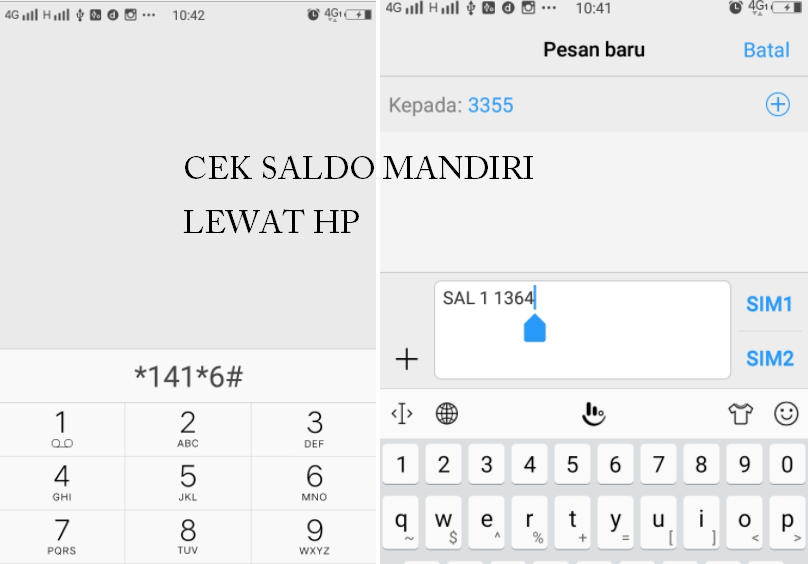 4G H 10:42 4G1
*141*6#
1
2 ABC
3 DEF
4 GHI
5 JKL
6 MNO
7 PQRS
8 TUV
9 WXYZ
CEK SALDO MANDIRI
LEWAT HP
4G H 10:41 4G1
Pesan baru Batal
Kepada: 3355
SAL 1 1364
SIM1
SIM2
1 2 3 4 5 6 7 8 9 0
q w e r t y u i o p
~ $ ^ % + = [ ] < >